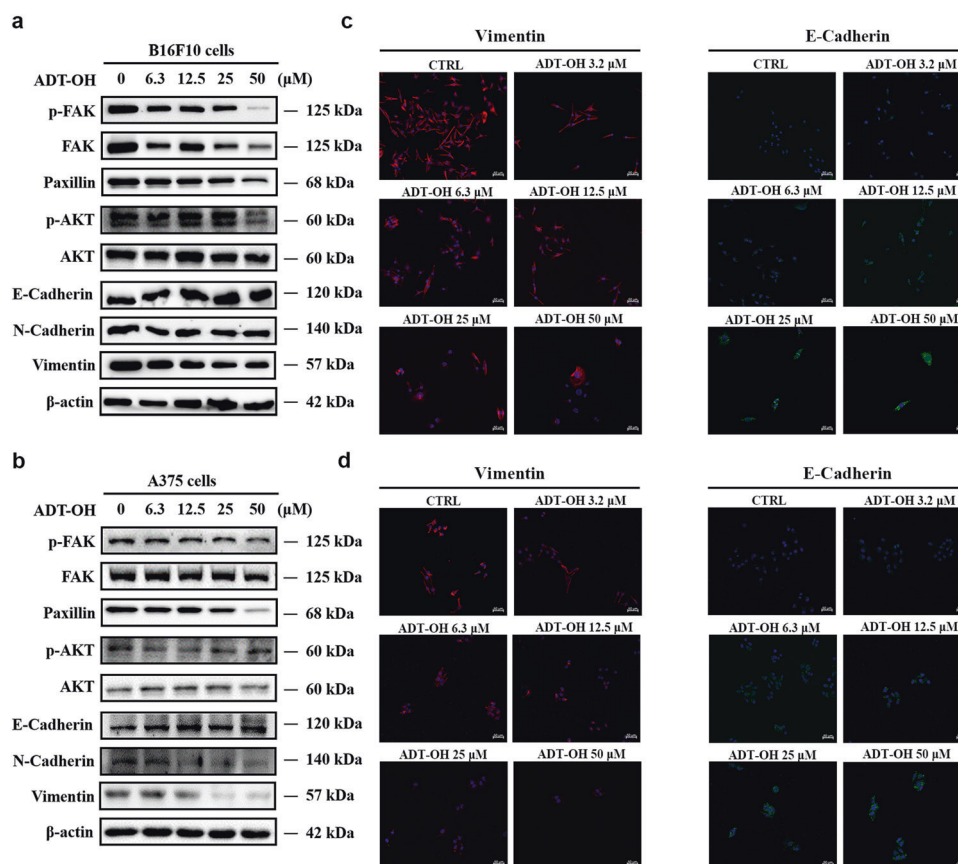 a
B16F10 cells
ADT-OH 0 6.3 12.5 25 50 (μM)
p-FAK — 125 kDa
FAK — 125 kDa
Paxillin — 68 kDa
p-AKT — 60 kDa
AKT — 60 kDa
E-Cadherin — 120 kDa
N-Cadherin — 140 kDa
Vimentin — 57 kDa
β-actin — 42 kDa
b
A375 cells
ADT-OH 0 6.3 12.5 25 50 (μM)
p-FAK — 125 kDa
FAK — 125 kDa
Paxillin — 68 kDa
p-AKT — 60 kDa
AKT — 60 kDa
E-Cadherin — 120 kDa
N-Cadherin — 140 kDa
Vimentin — 57 kDa
β-actin — 42 kDa
c
Vimentin
CTRL ADT-OH 3.2 μM
ADT-OH 6.3 μM ADT-OH 12.5 μM
ADT-OH 25 μM ADT-OH 50 μM
E-Cadherin
CTRL ADT-OH 3.2 μM
ADT-OH 6.3 μM ADT-OH 12.5 μM
ADT-OH 25 μM ADT-OH 50 μM
d
Vimentin
CTRL ADT-OH 3.2 μM
ADT-OH 6.3 μM ADT-OH 12.5 μM
ADT-OH 25 μM ADT-OH 50 μM
E-Cadherin
CTRL ADT-OH 3.2 μM
ADT-OH 6.3 μM ADT-OH 12.5 μM
ADT-OH 25 μM ADT-OH 50 μM